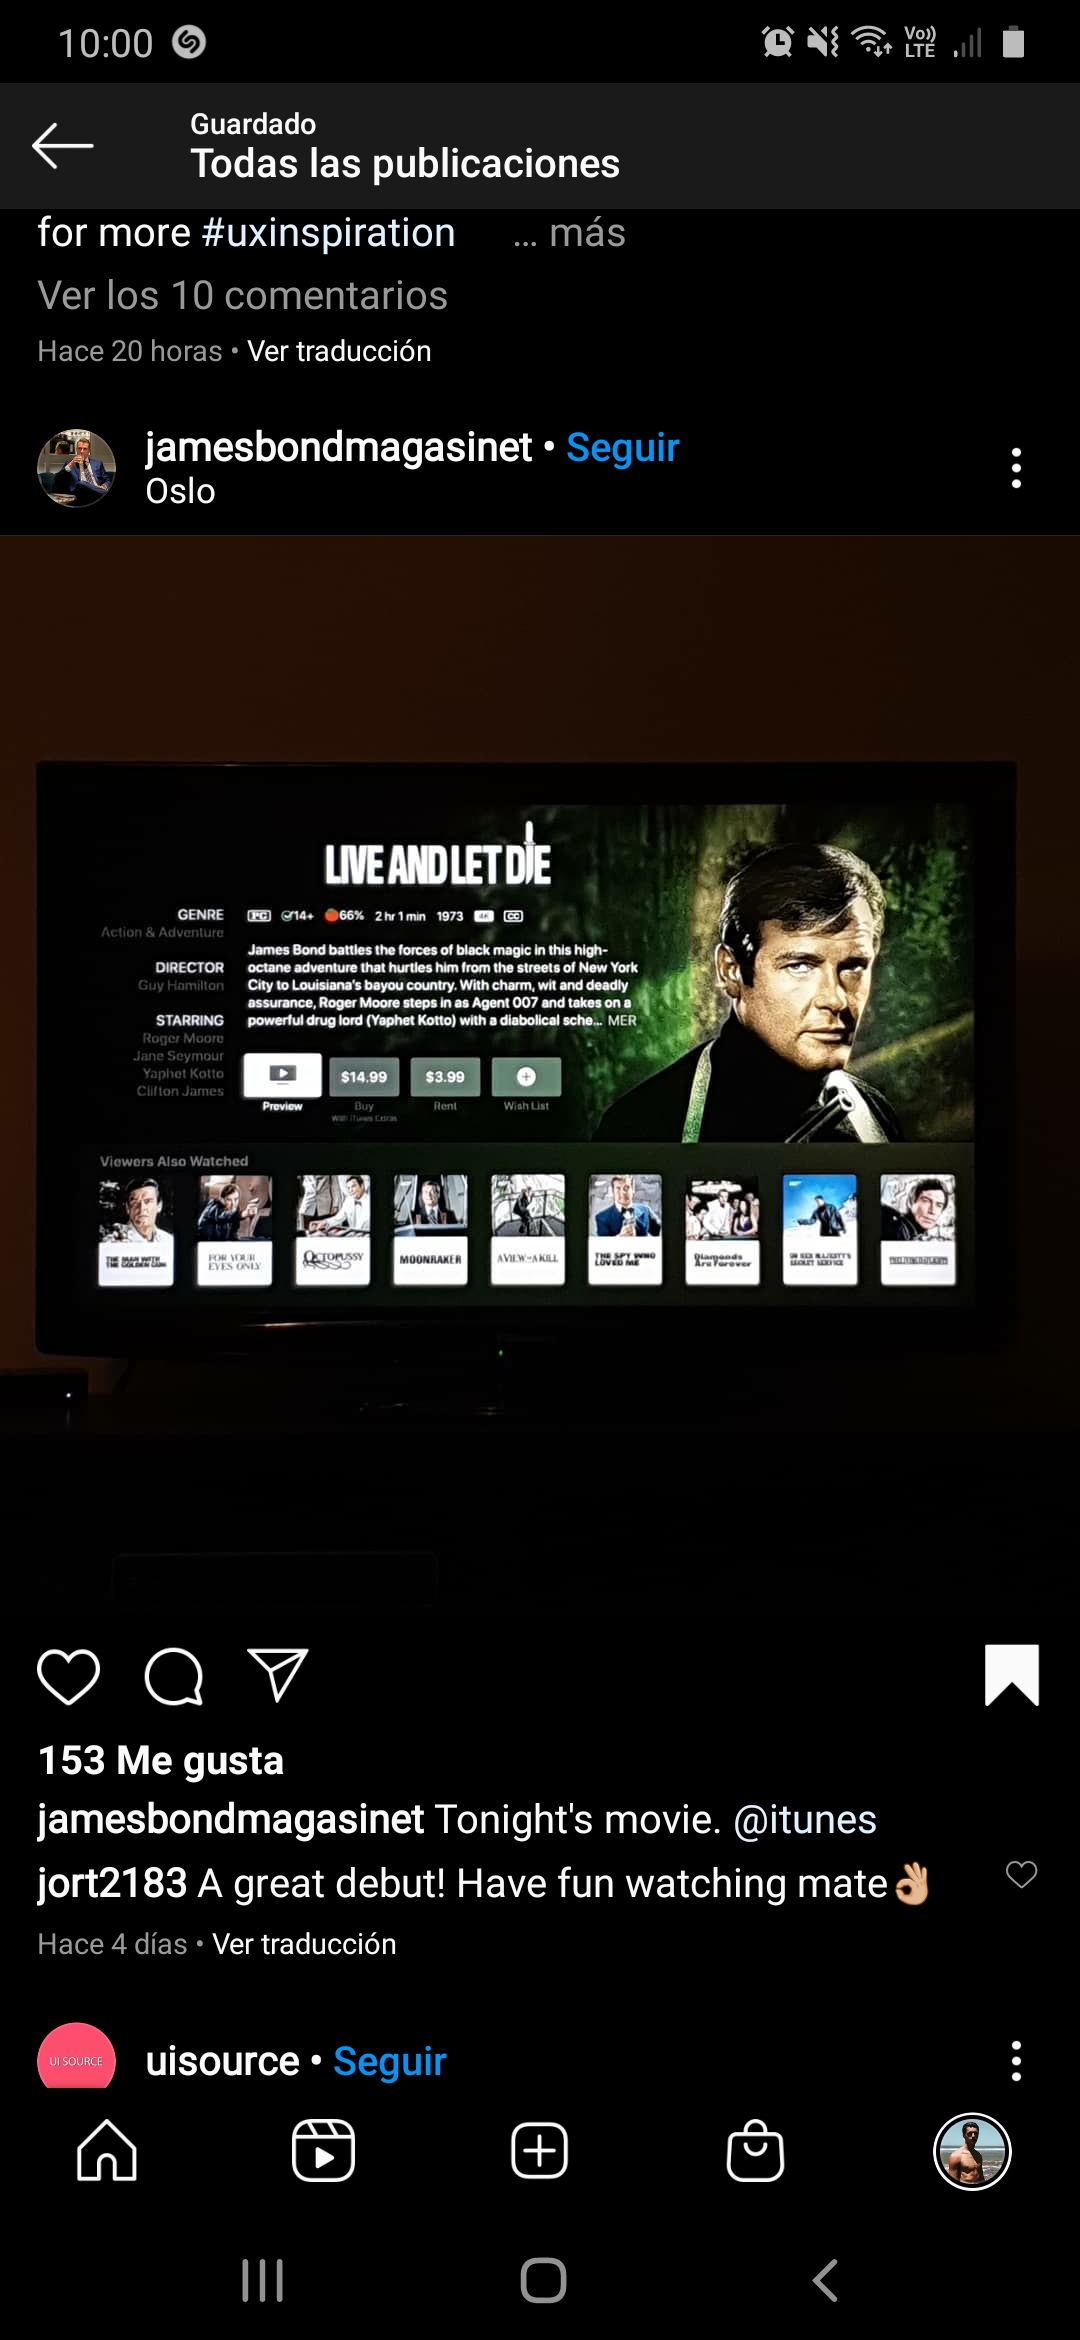 10:00
Vo)) LTE
Guardado
Todas las publicaciones
for more #uxinspiration ... más
Ver los 10 comentarios
Hace 20 horas • Ver traducción
jamesbondmagasinet • Seguir
Oslo
LIVE AND LET DIE
GENRE
Action & Adventure
DIRECTOR
Guy Hamilton
STARRING
Roger Moore
Jane Seymour
Yaphet Kotto
Clifton James
PG 14+ 66% 2 hr 1 min 1973 4K CC
James Bond battles the forces of black magic in this high-
octane adventure that hurtles him from the streets of New York
City to Louisiana's bayou country. With charm, wit and deadly
assurance, Roger Moore steps in as Agent 007 and takes on a
powerful drug lord (Yaphet Kotto) with a diabolical sche... MER
Preview
$14.99
Buy
With iTunes Extras
$3.99
Rent
Wish List
Viewers Also Watched
THE MAN WITH
THE GOLDEN GUN
FOR YOUR
EYES ONLY
OCTOPUSSY
MOONRAKER
A VIEW TO A KILL
THE SPY WHO
LOVED ME
Diamonds
Are Forever
ON HER MAJESTY'S
SECRET SERVICE
THE LIVING DAYLIGHTS
153 Me gusta
jamesbondmagasinet Tonight's movie. @itunes
jort2183 A great debut! Have fun watching mate👌
Hace 4 días • Ver traducción
UI SOURCE
uisource • Seguir